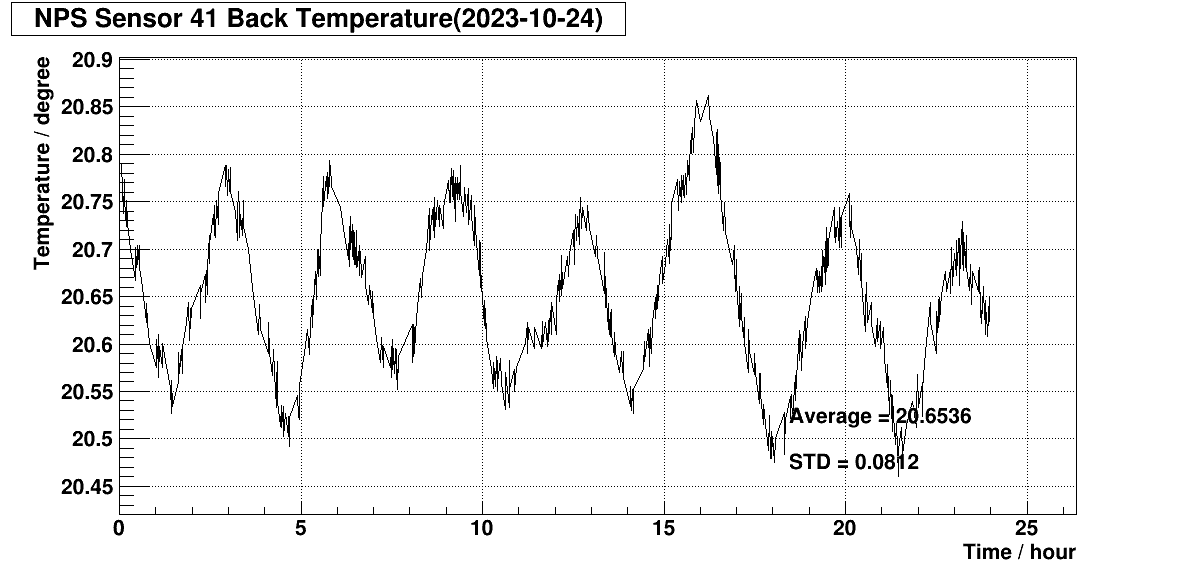 NPS Sensor 41 Back Temperature(2023-10-24)
Temperature / degree
20.9
20.85
20.8
20.75
20.7
20.65
20.6
20.55
20.5
20.45
Average = 20.6536
STD = 0.0812
0 5 10 15 20 25
Time / hour